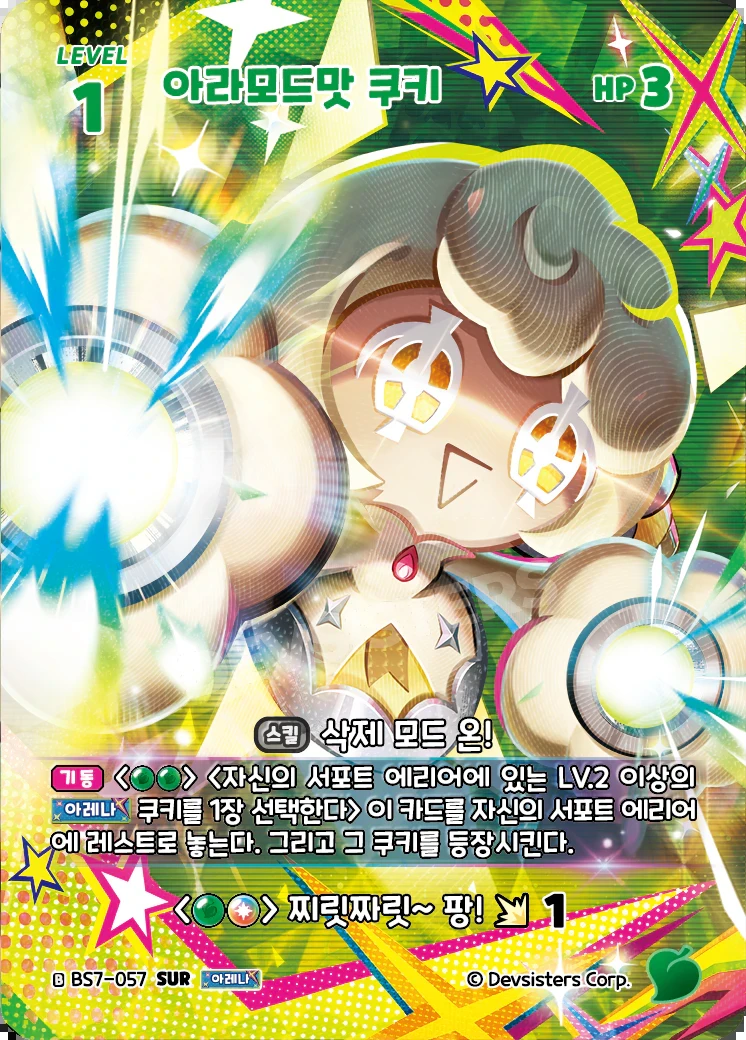 LEVEL
1
아라모드맛 쿠키
HP 3
스킬 삭제 모드 온!
기동 < > <자신의 서포트 에리어에 있는 LV.2 이상의
아레나 쿠키를 1장 선택한다> 이 카드를 자신의 서포트 에리어
에 레스트로 놓는다. 그리고 그 쿠키를 등장시킨다.
< > 찌릿짜릿~ 팡! 1
B BS7-057 SUR 아레나
© Devsisters Corp.